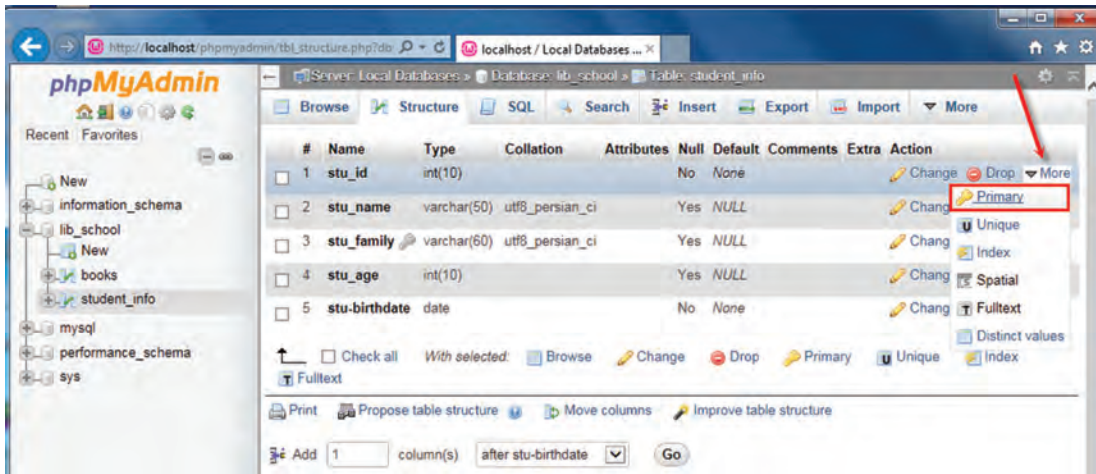 http://localhost/phpmyadmin/tbl_structure.php?db
localhost / Local Databases ...
phpMyAdmin
Recent Favorites
New
information_schema
lib_school
New
books
student_info
mysql
performance_schema
sys
Server: Local Databases » Database: lib_school » Table: student_info
Browse Structure SQL Search Insert Export Import More
# Name Type Collation Attributes Null Default Comments Extra Action
1 stu_id int(10) No None Change Drop More
2 stu_name varchar(50) utf8_persian_ci Yes NULL Chang
3 stu_family varchar(60) utf8_persian_ci Yes NULL Chang
4 stu_age int(10) Yes NULL Chang
5 stu-birthdate date No None Chang
Primary
Unique
Index
Spatial
Fulltext
Distinct values
Check all With selected: Browse Change Drop Primary Unique Index
Fulltext
Print Propose table structure Move columns Improve table structure
Add 1 column(s) after stu-birthdate Go